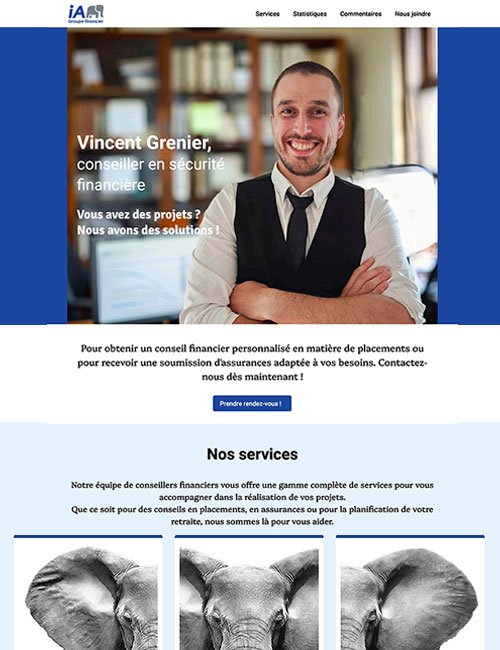 iA
Groupe financier
Services Statistiques Commentaires Nous joindre
Vincent Grenier,
conseiller en sécurité
financière
Vous avez des projets ?
Nous avons des solutions !
Pour obtenir un conseil financier personnalisé en matière de placements ou
pour recevoir une soumission d'assurances adaptée à vos besoins. Contactez-
nous dès maintenant !
Prendre rendez-vous !
Nos services
Notre équipe de conseillers financiers vous offre une gamme complète de services pour vous
accompagner dans la réalisation de vos projets.
Que ce soit pour des conseils en placements, en assurances ou pour la planification de votre
retraite, nous sommes là pour vous aider.